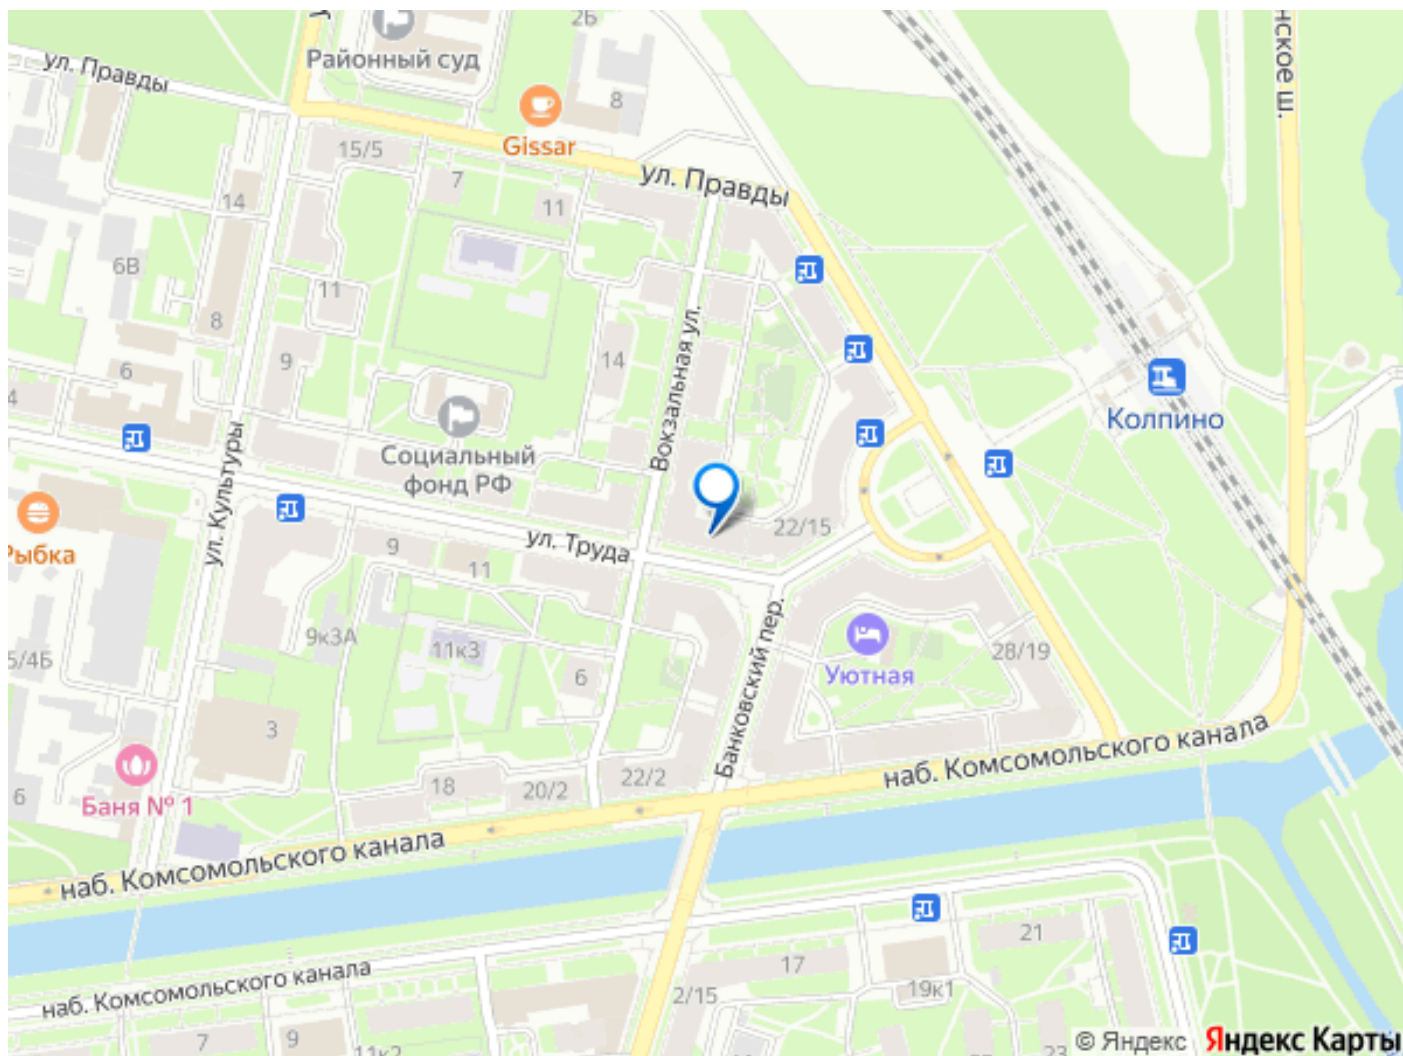 2Б
Районный суд
ул. Правды
8
Gissar
15/5
7
ул. Правды
нское ш.
14
11
6В
11
8
Вокзальная ул.
9
14
6
4
Колпино
Социальный
фонд РФ
ул. Культуры
Рыбка
ул. Труда
22/15
9
11
9к3А
11к3
5/4Б
6
Уютная
28/19
Банковский пер.
3
наб. Комсомольского канала
22/2
18
20/2
6
Баня № 1
наб. Комсомольского канала
21
17
наб. Комсомольского канала
2/15
19к1
7
9
11к2
23
© Яндекс
Яндекс Карты